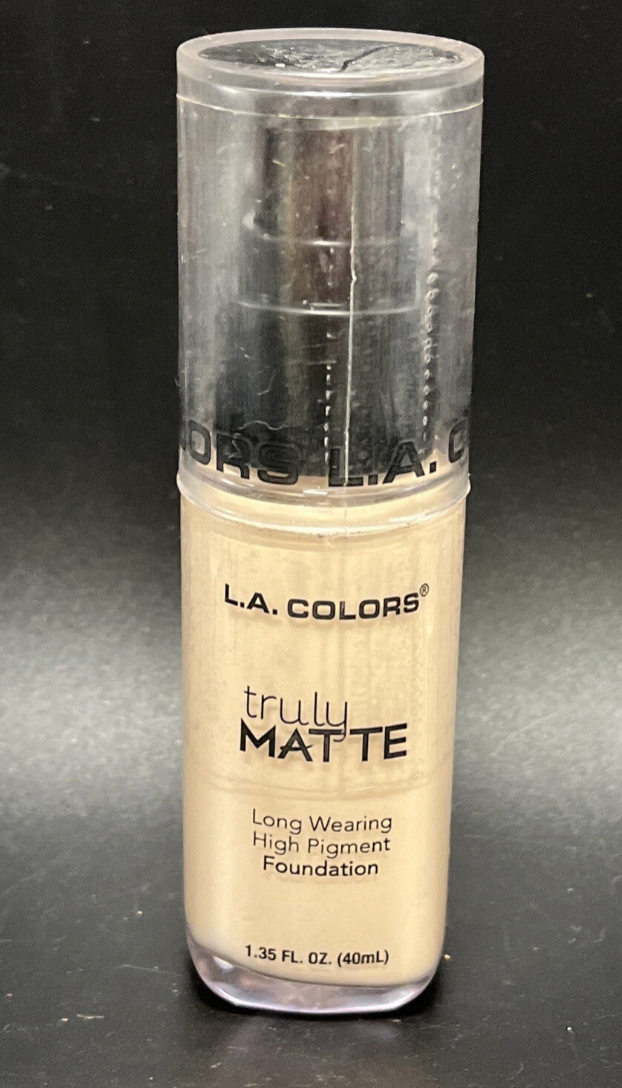 ORS L.A. C
L.A. COLORS®
truly
MATTE
Long Wearing
High Pigment
Foundation
1.35 FL. OZ. (40mL)